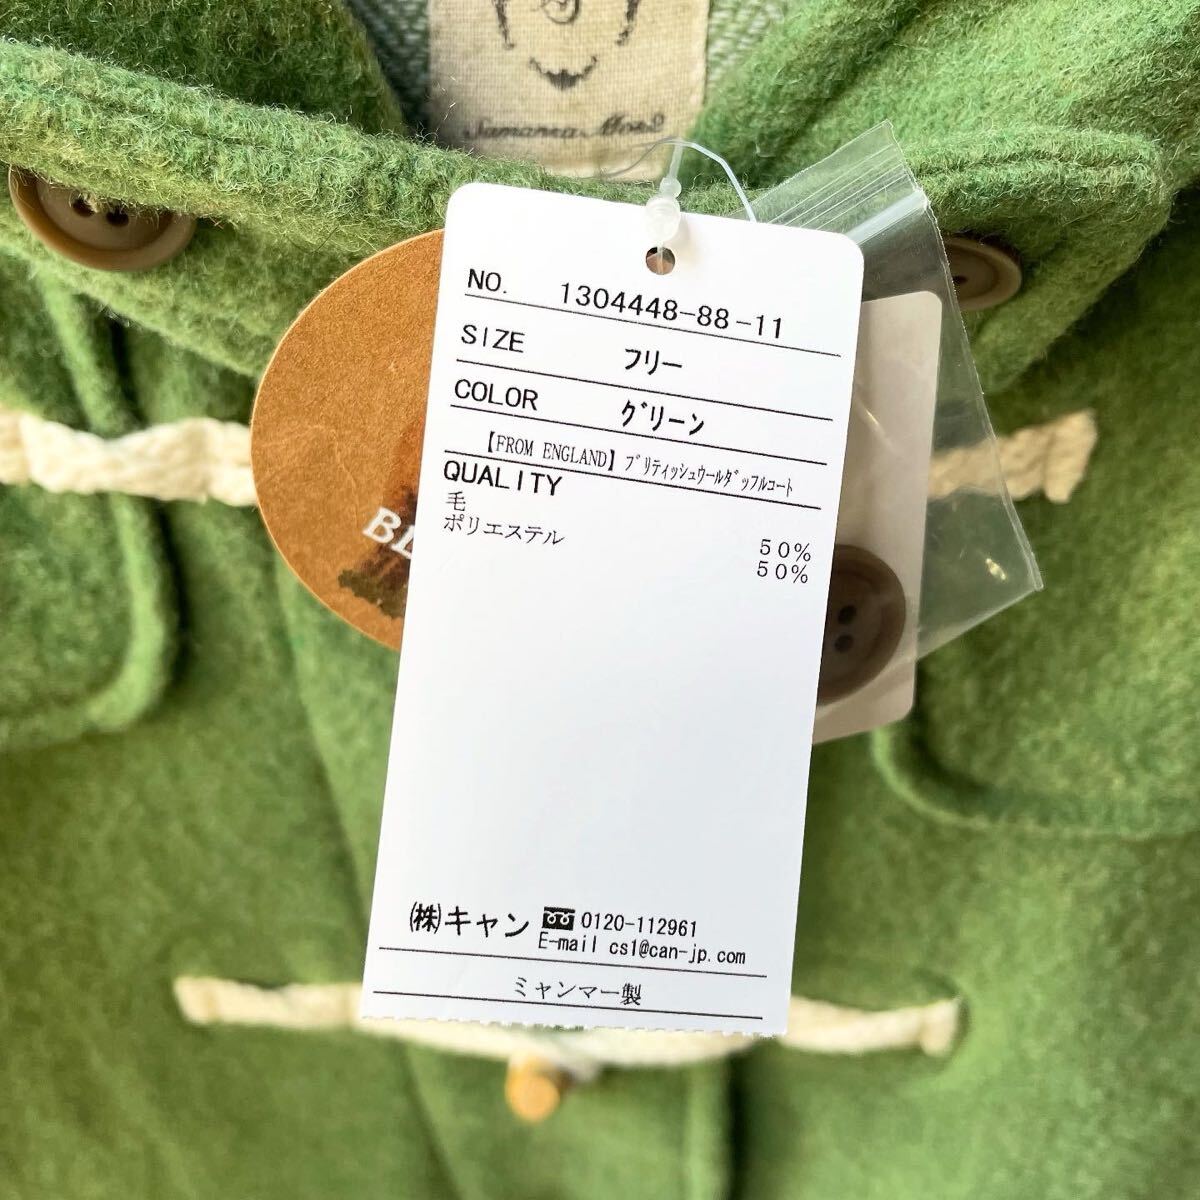 Samansa Mos2
BL
NO. 1304448-88-11
SIZE フリー
COLOR グリーン
【FROM ENGLAND】ブリティッシュウールダッフルコート
QUALITY
毛 50%
ポリエステル 50%
㈱キャン 0120-112961
E-mail cs1@can-jp.com
ミャンマー製